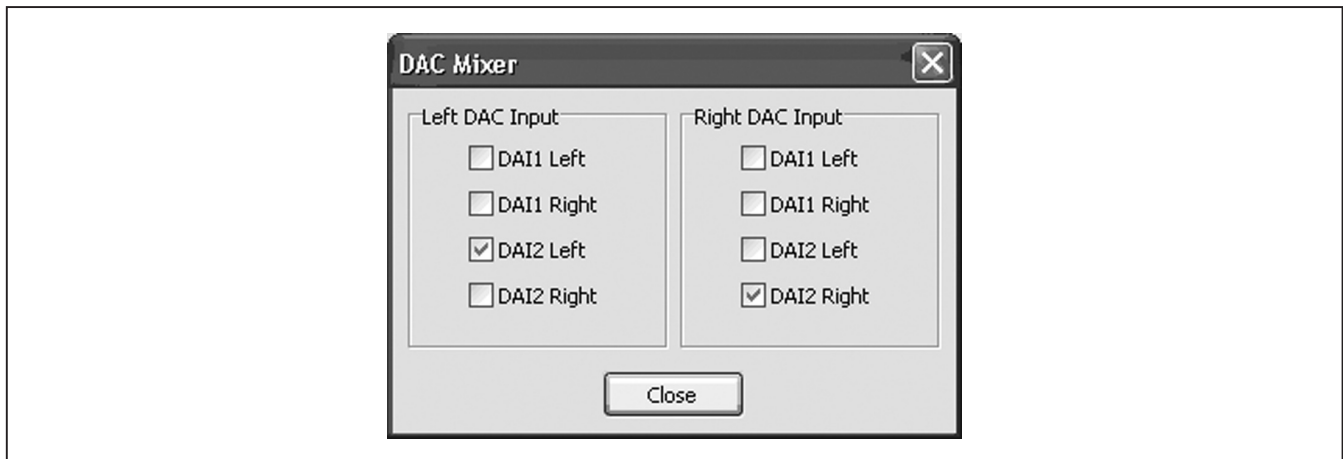 DAC Mixer
Left DAC Input
DAI1 Left
DAI1 Right
DAI2 Left
DAI2 Right
Right DAC Input
DAI1 Left
DAI1 Right
DAI2 Left
DAI2 Right
Close